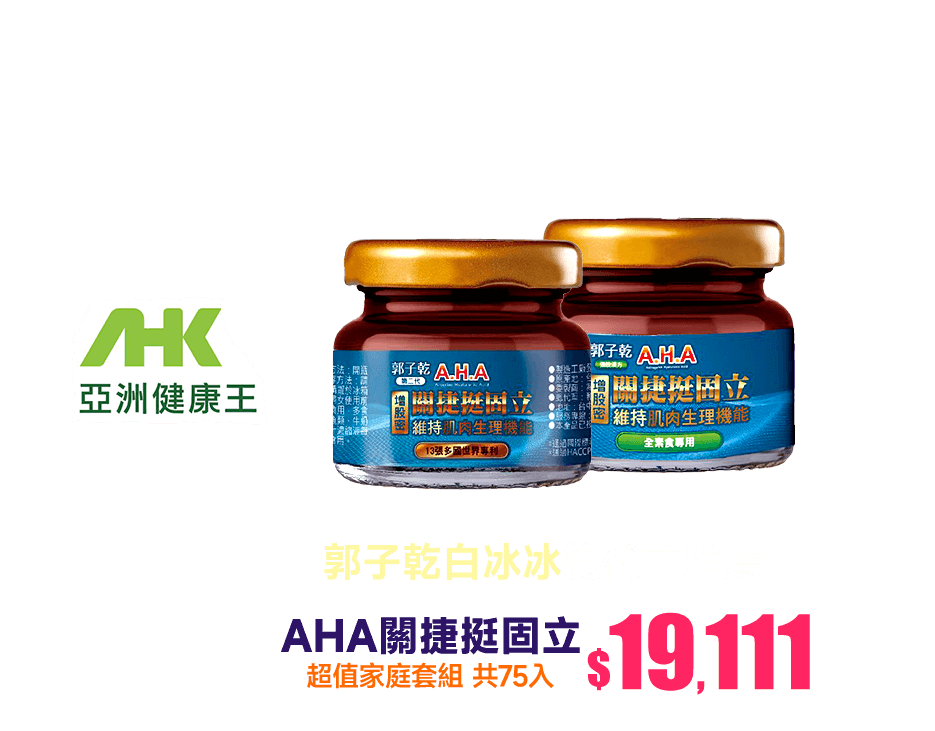 AHK
亞洲健康王
郭子乾 A.H.A
第二代
增股密
關捷挺固立
維持肌肉生理機能
13張多國世界專利
郭子乾 A.H.A
增股密
關捷挺固立
維持肌肉生理機能
全素食專用
郭子乾白冰冰
AHA關捷挺固立
超值家庭套組 共75入
$19,111